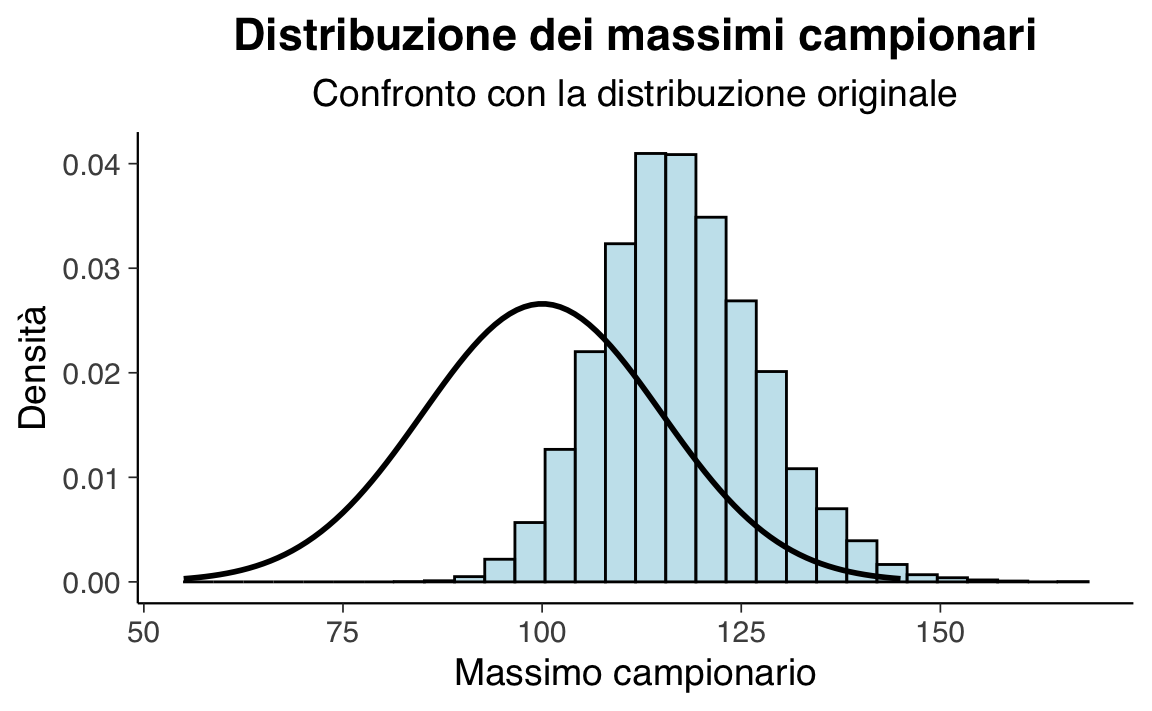 Distribuzione dei massimi campionari
Confronto con la distribuzione originale
Densità
0.04
0.03
0.02
0.01
0.00
50 75 100 125 150
Massimo campionario